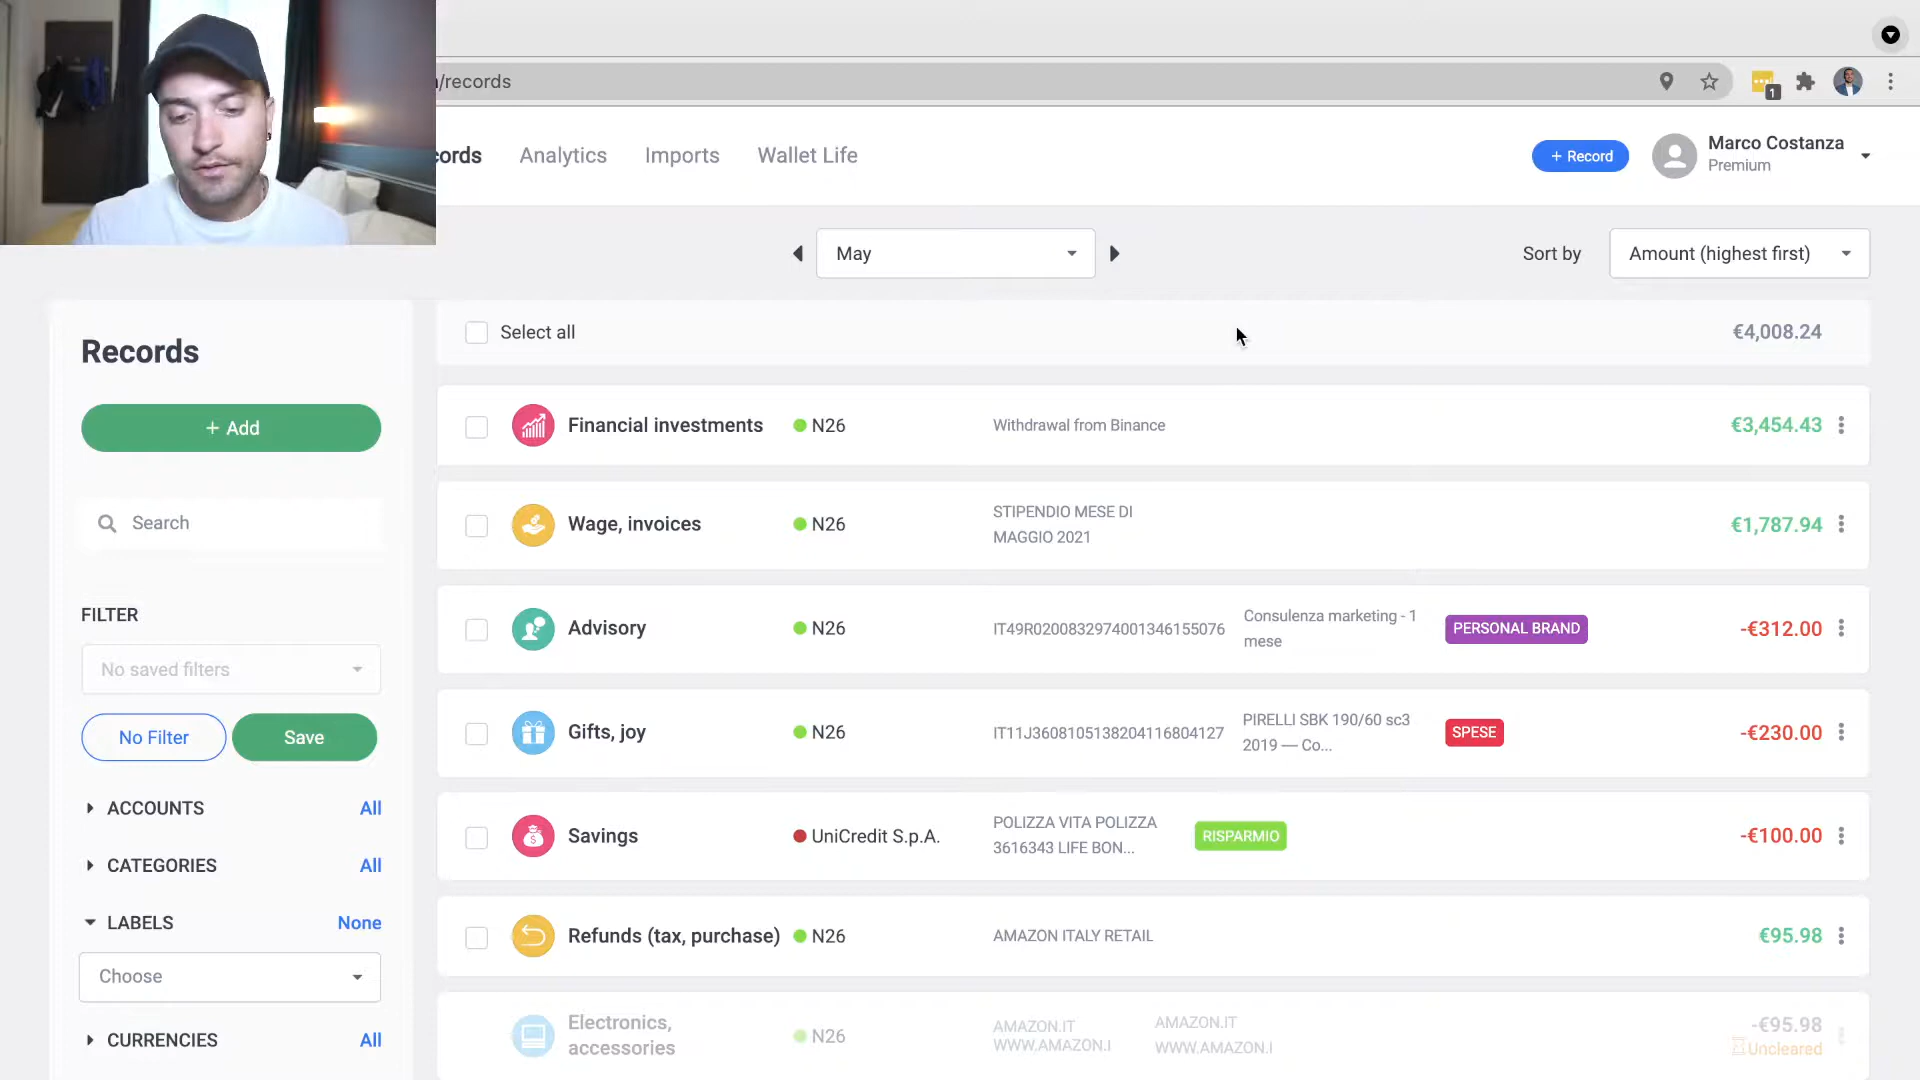 /records
1
Analytics
Imports
Wallet Life
+ Record
Marco Costanza
Premium
May
Sort by
Amount (highest first)
Records
+ Add
Search
FILTER
No saved filters
No Filter
Save
ACCOUNTS
All
CATEGORIES
All
LABELS
None
Choose
CURRENCIES
All
Select all
€4,008.24
Financial investments
N26
Withdrawal from Binance
€3,454.43
Wage, invoices
N26
STIPENDIO MESE DI
MAGGIO 2021
€1,787.94
Advisory
N26
IT49R0200832974001346155076
Consulenza marketing - 1
mese
PERSONAL BRAND
-€312.00
Gifts, joy
N26
IT11J3608105138204116804127
PIRELLI SBK 190/60 sc3
2019 — Co...
SPESE
-€230.00
Savings
UniCredit S.p.A.
POLIZZA VITA POLIZZA
3616343 LIFE BON...
RISPARMIO
-€100.00
Refunds (tax, purchase)
N26
AMAZON ITALY RETAIL
€95.98
Electronics,
accessories
N26
AMAZON.IT
WWW.AMAZON.I
AMAZON.IT
WWW.AMAZON.I
-€95.98
Uncleared